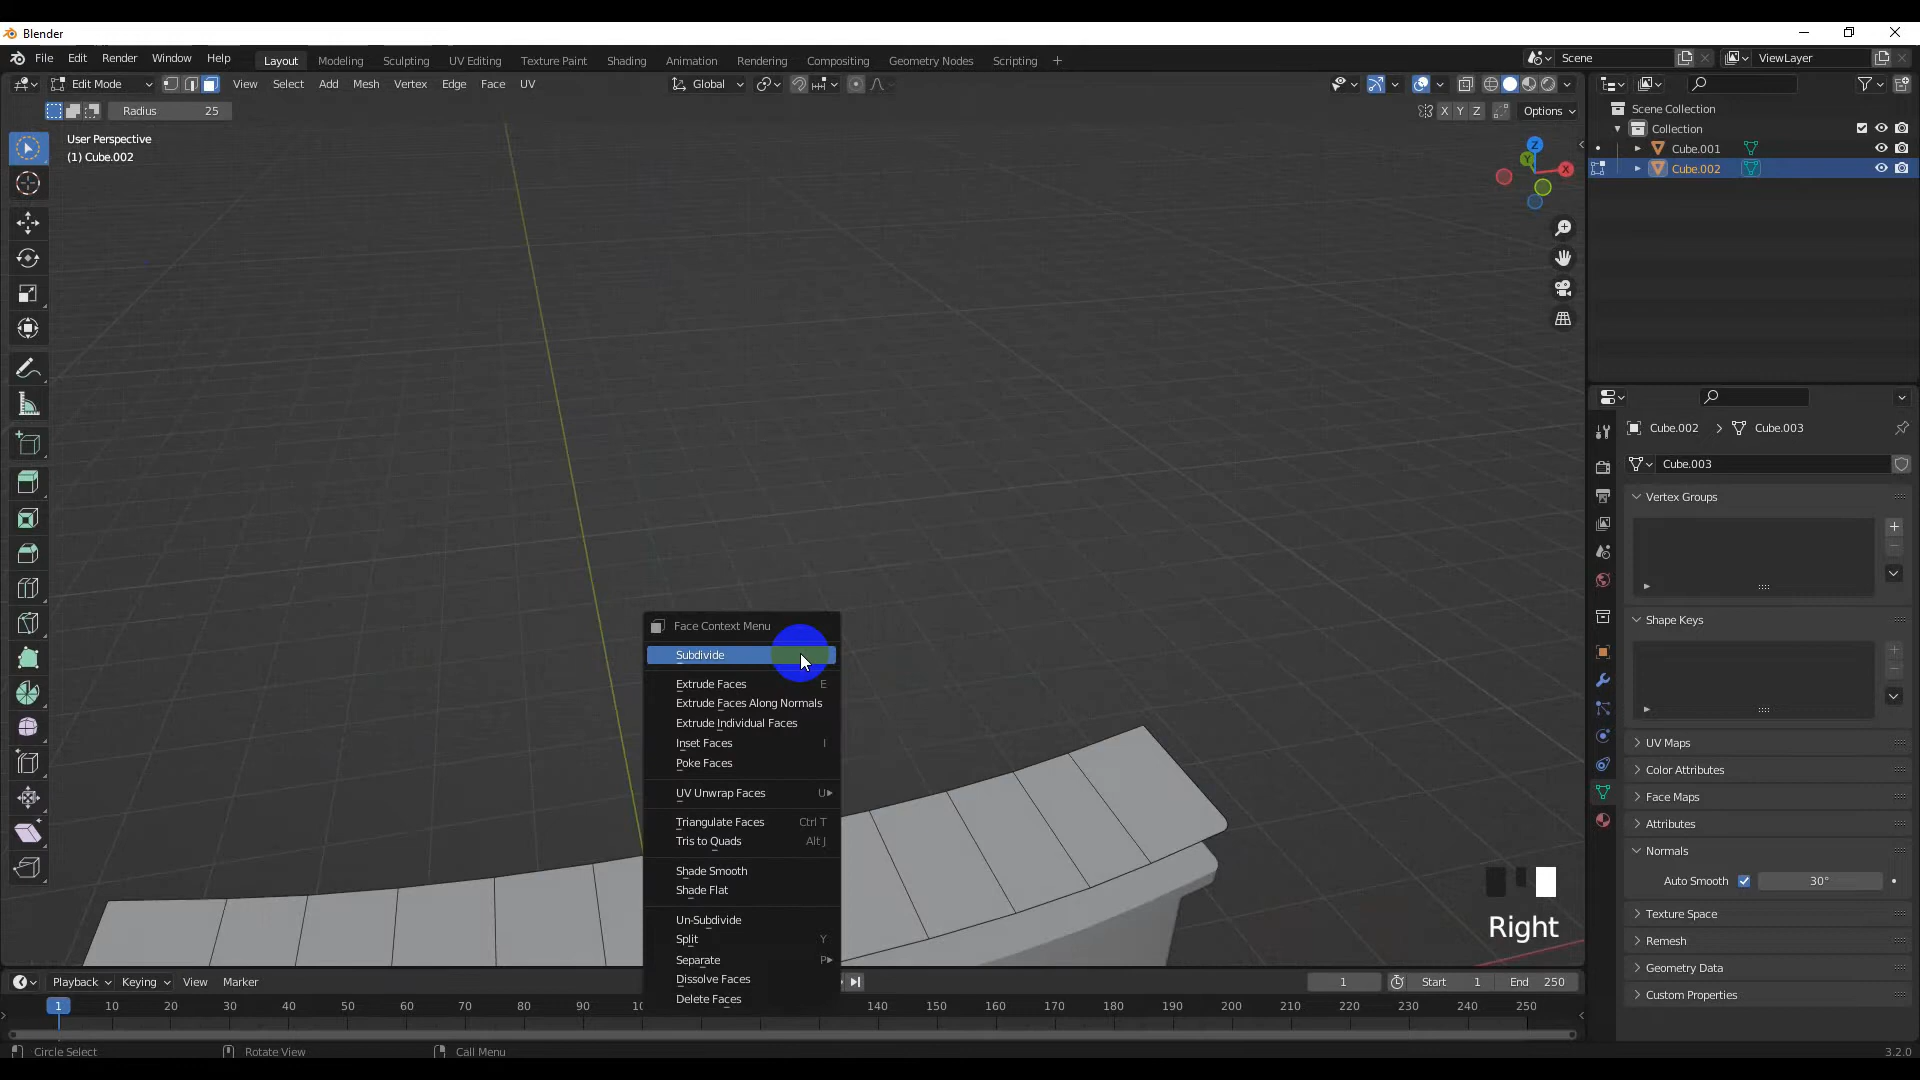 Blender
File Edit Render Window Help
Layout Modeling Sculpting UV Editing Texture Paint Shading Animation Rendering Compositing Geometry Nodes Scripting +
Scene
ViewLayer
Edit Mode View Select Add Mesh Vertex Edge Face UV
Global
Radius 25
X Y Z Options
User Perspective
(1) Cube.002
Z
Y
X
Scene Collection
Collection
Cube.001
Cube.002
Cube.002 > Cube.003
Cube.003
Vertex Groups
Shape Keys
UV Maps
Color Attributes
Face Maps
Attributes
Normals
Auto Smooth 30°
Texture Space
Remesh
Geometry Data
Custom Properties
Face Context Menu
Subdivide
Extrude Faces E
Extrude Faces Along Normals
Extrude Individual Faces
Inset Faces I
Poke Faces
UV Unwrap Faces U
Triangulate Faces Ctrl T
Tris to Quads Alt J
Shade Smooth
Shade Flat
Un-Subdivide
Split Y
Separate P
Dissolve Faces
Delete Faces
Right
Playback Keying View Marker
1 Start 1 End 250
1 10 20 30 40 50 60 70 80 90 140 150 160 170 180 190 200 210 220 230 240 250
Circle Select Rotate View Call Menu 3.2.0